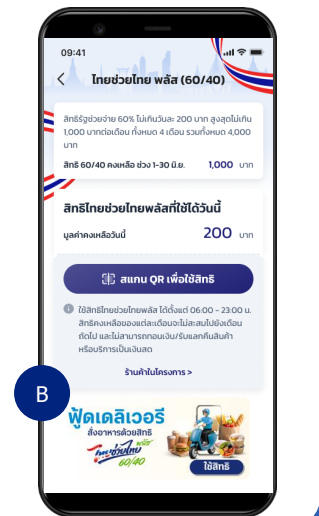 09:41
ไทยช่วยไทย พลัส (60/40)
สิทธิรัฐช่วยจ่าย 60% ไม่เกินวันละ 200 บาท สูงสุดไม่เกิน
1,000 บาทต่อเดือน ทั้งหมด 4 เดือน รวมทั้งหมด 4,000
บาท
สิทธิ 60/40 คงเหลือ ช่วง 1-30 มิ.ย. 1,000 บาท
สิทธิไทยช่วยไทยพลัสที่ใช้ได้วันนี้
มูลค่าคงเหลือวันนี้ 200 บาท
สแกน QR เพื่อใช้สิทธิ
ใช้สิทธิไทยช่วยไทยพลัส ได้ตั้งแต่ 06:00 - 23:00 น.
สิทธิคงเหลือของแต่ละเดือนจะไม่สะสมไปยังเดือน
ถัดไป และไม่สามารถทอนเงิน/รับแลกคืนสินค้า
หรือบริการเป็นเงินสด
ร้านค้าในโครงการ >
B
ฟู้ดเดลิเวอรี
สั่งอาหารด้วยสิทธิ
ไทยช่วยไทย พลัส
60/40
ใช้สิทธิ